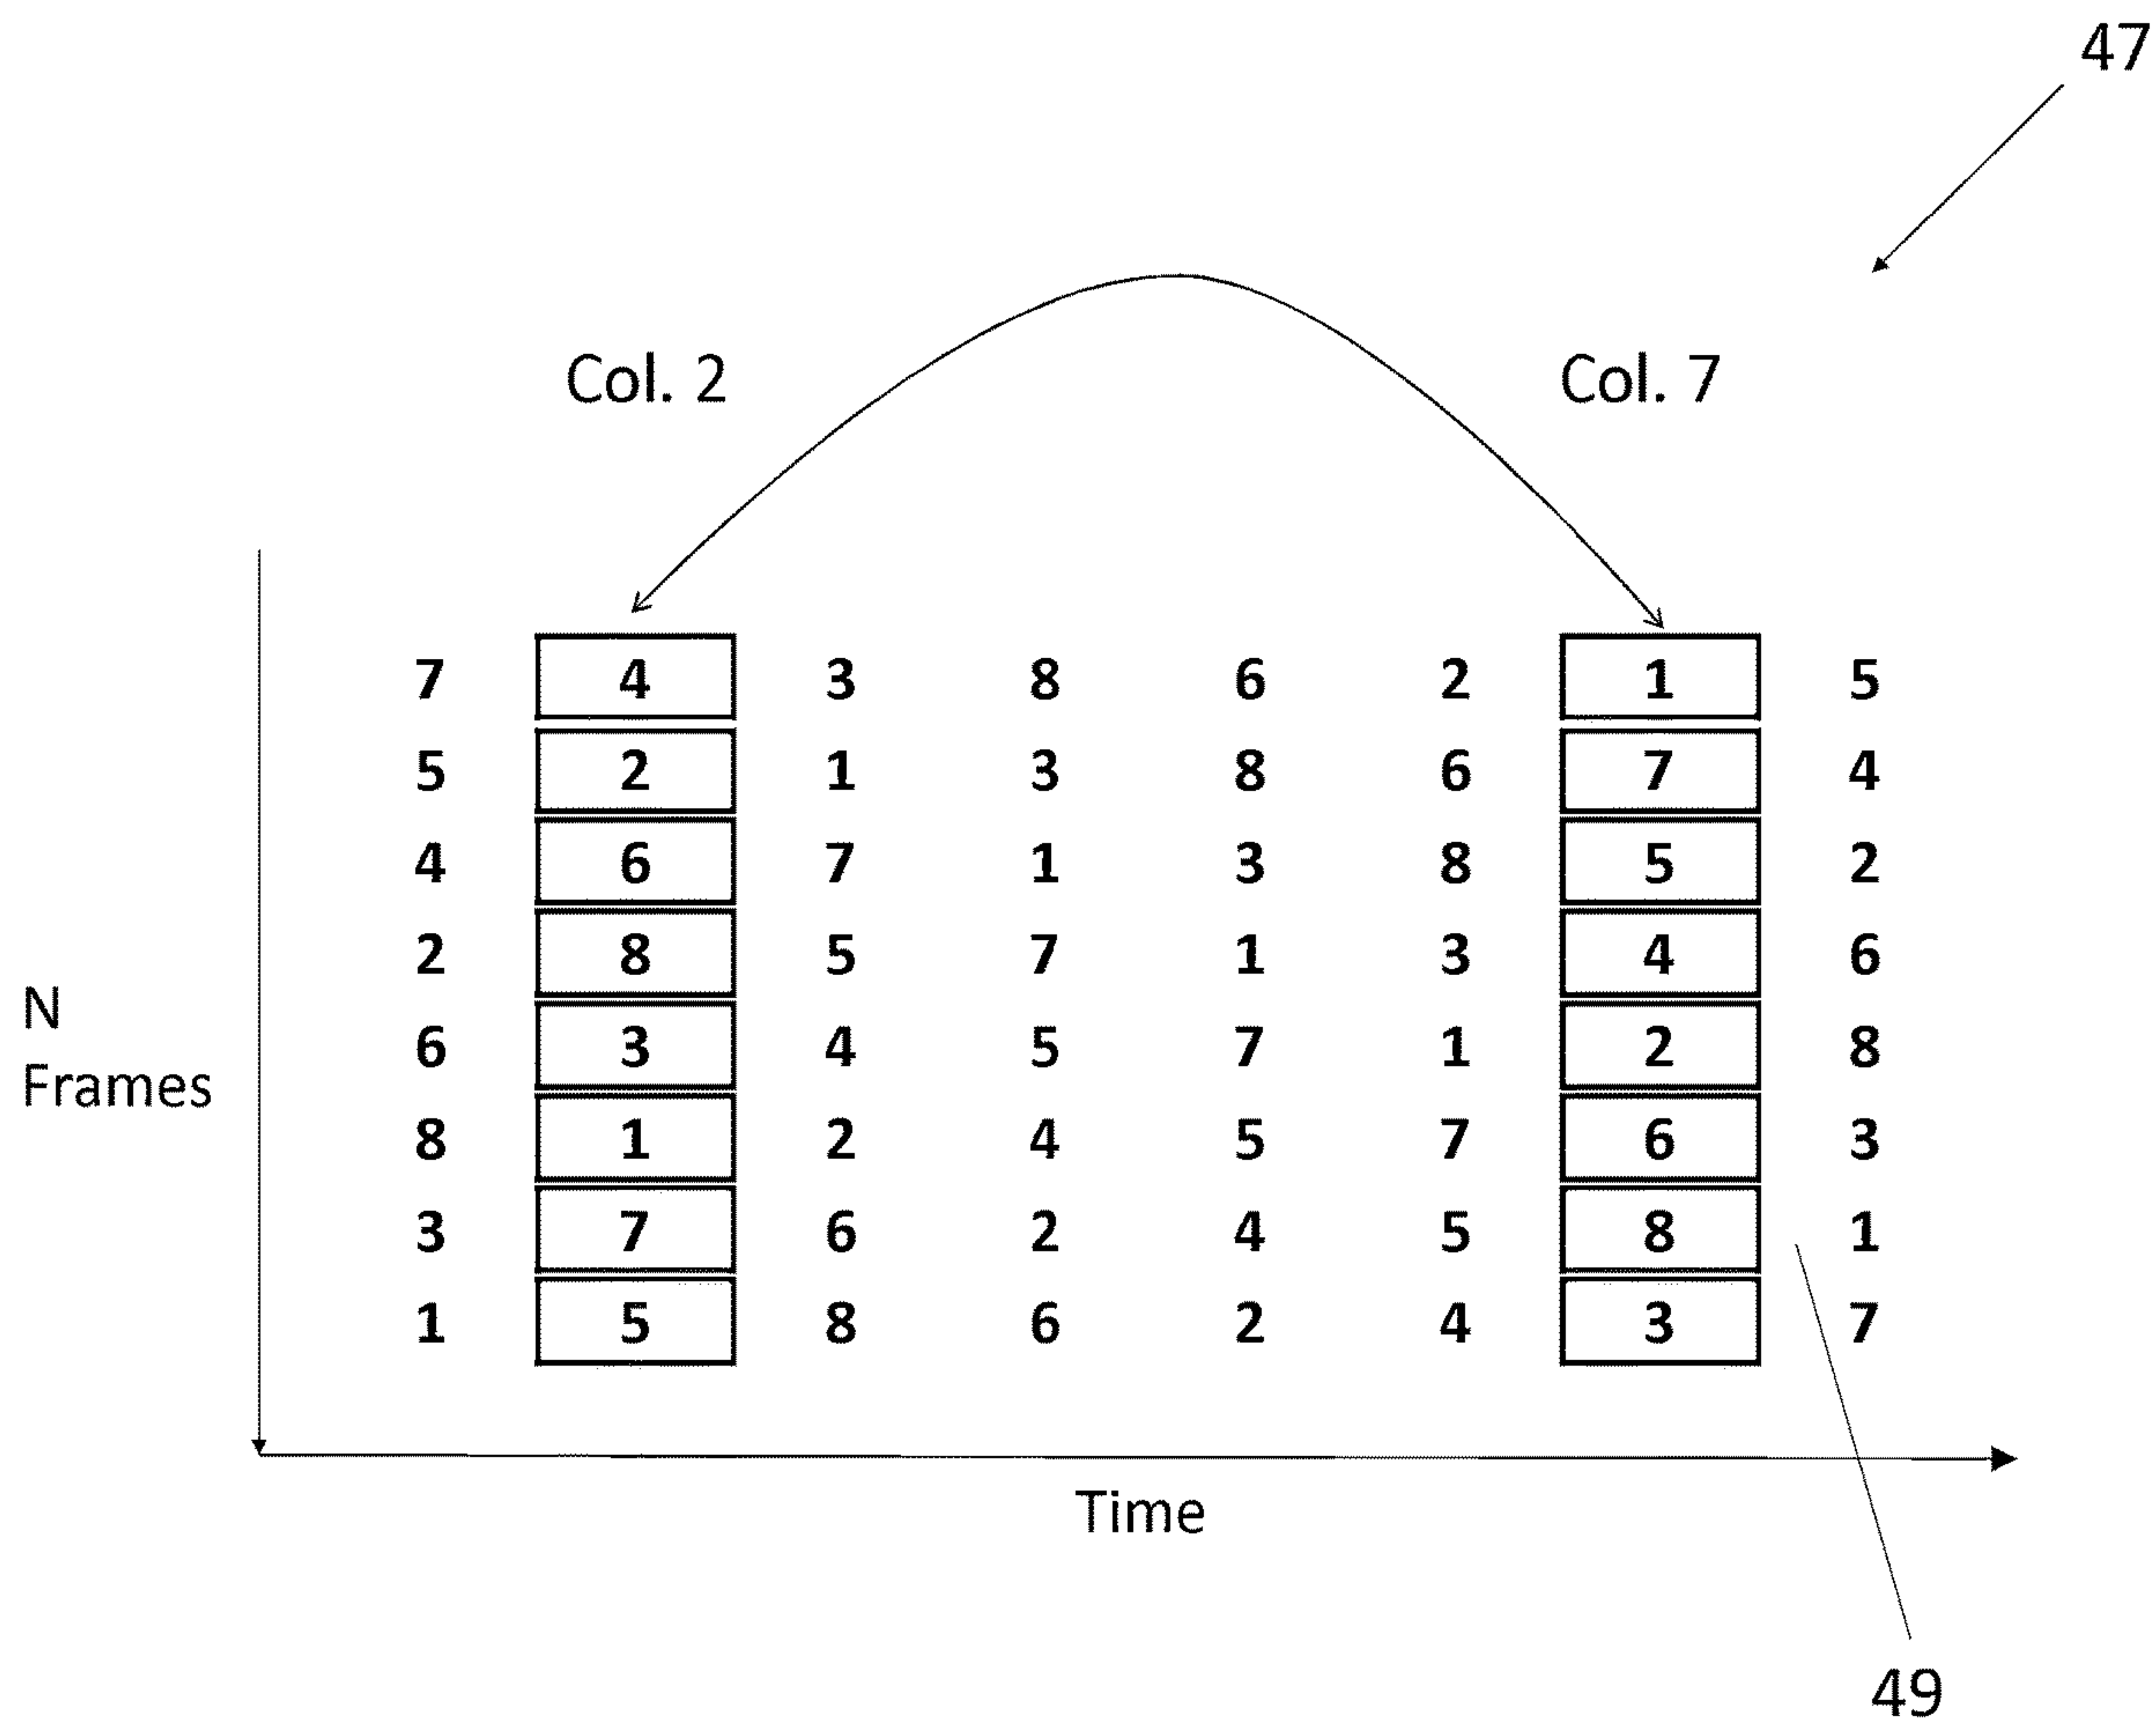 47
Col. 2 Col. 7
7 4 3 8 6 2 1 5
5 2 1 3 8 6 7 4
4 6 7 1 3 8 5 2
2 8 5 7 1 3 4 6
N
6 3 4 5 7 1 2 8
Frames
8 1 2 4 5 7 6 3
3 7 6 2 4 5 8 1
1 5 8 6 2 4 3 7
Time
49